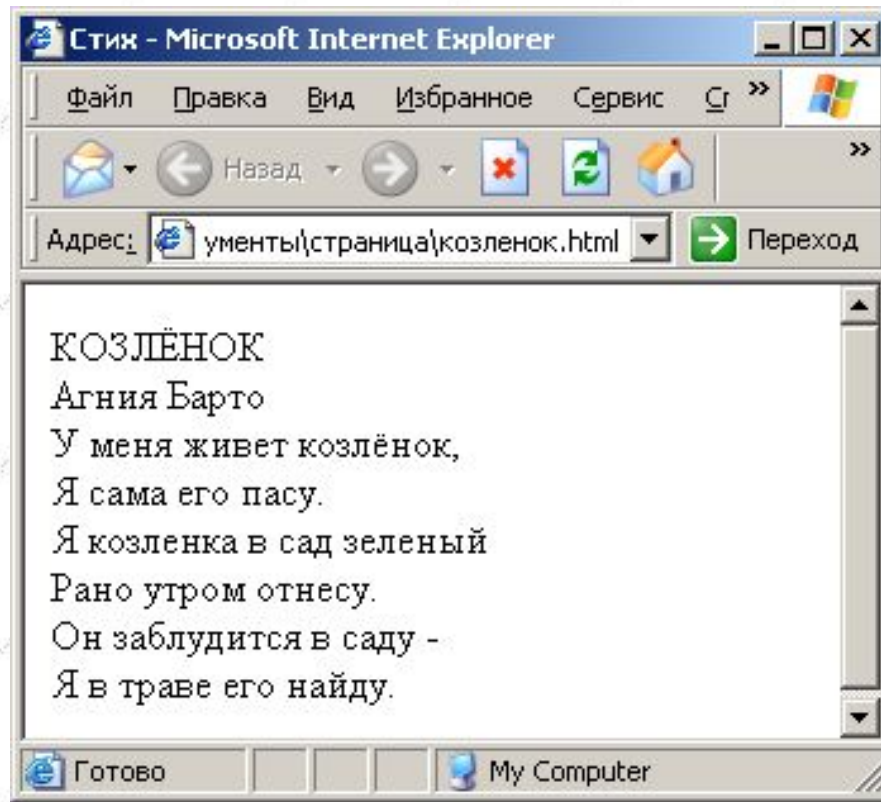 Стих - Microsoft Internet Explorer
Файл Правка Вид Избранное Сервис »
Назад »
Адрес: ументы\страница\козленок.html Переход
КОЗЛЁНОК
Агния Барто
У меня живет козлёнок,
Я сама его пасу.
Я козленка в сад зеленый
Рано утром отнесу.
Он заблудится в саду -
Я в траве его найду.
Готово My Computer